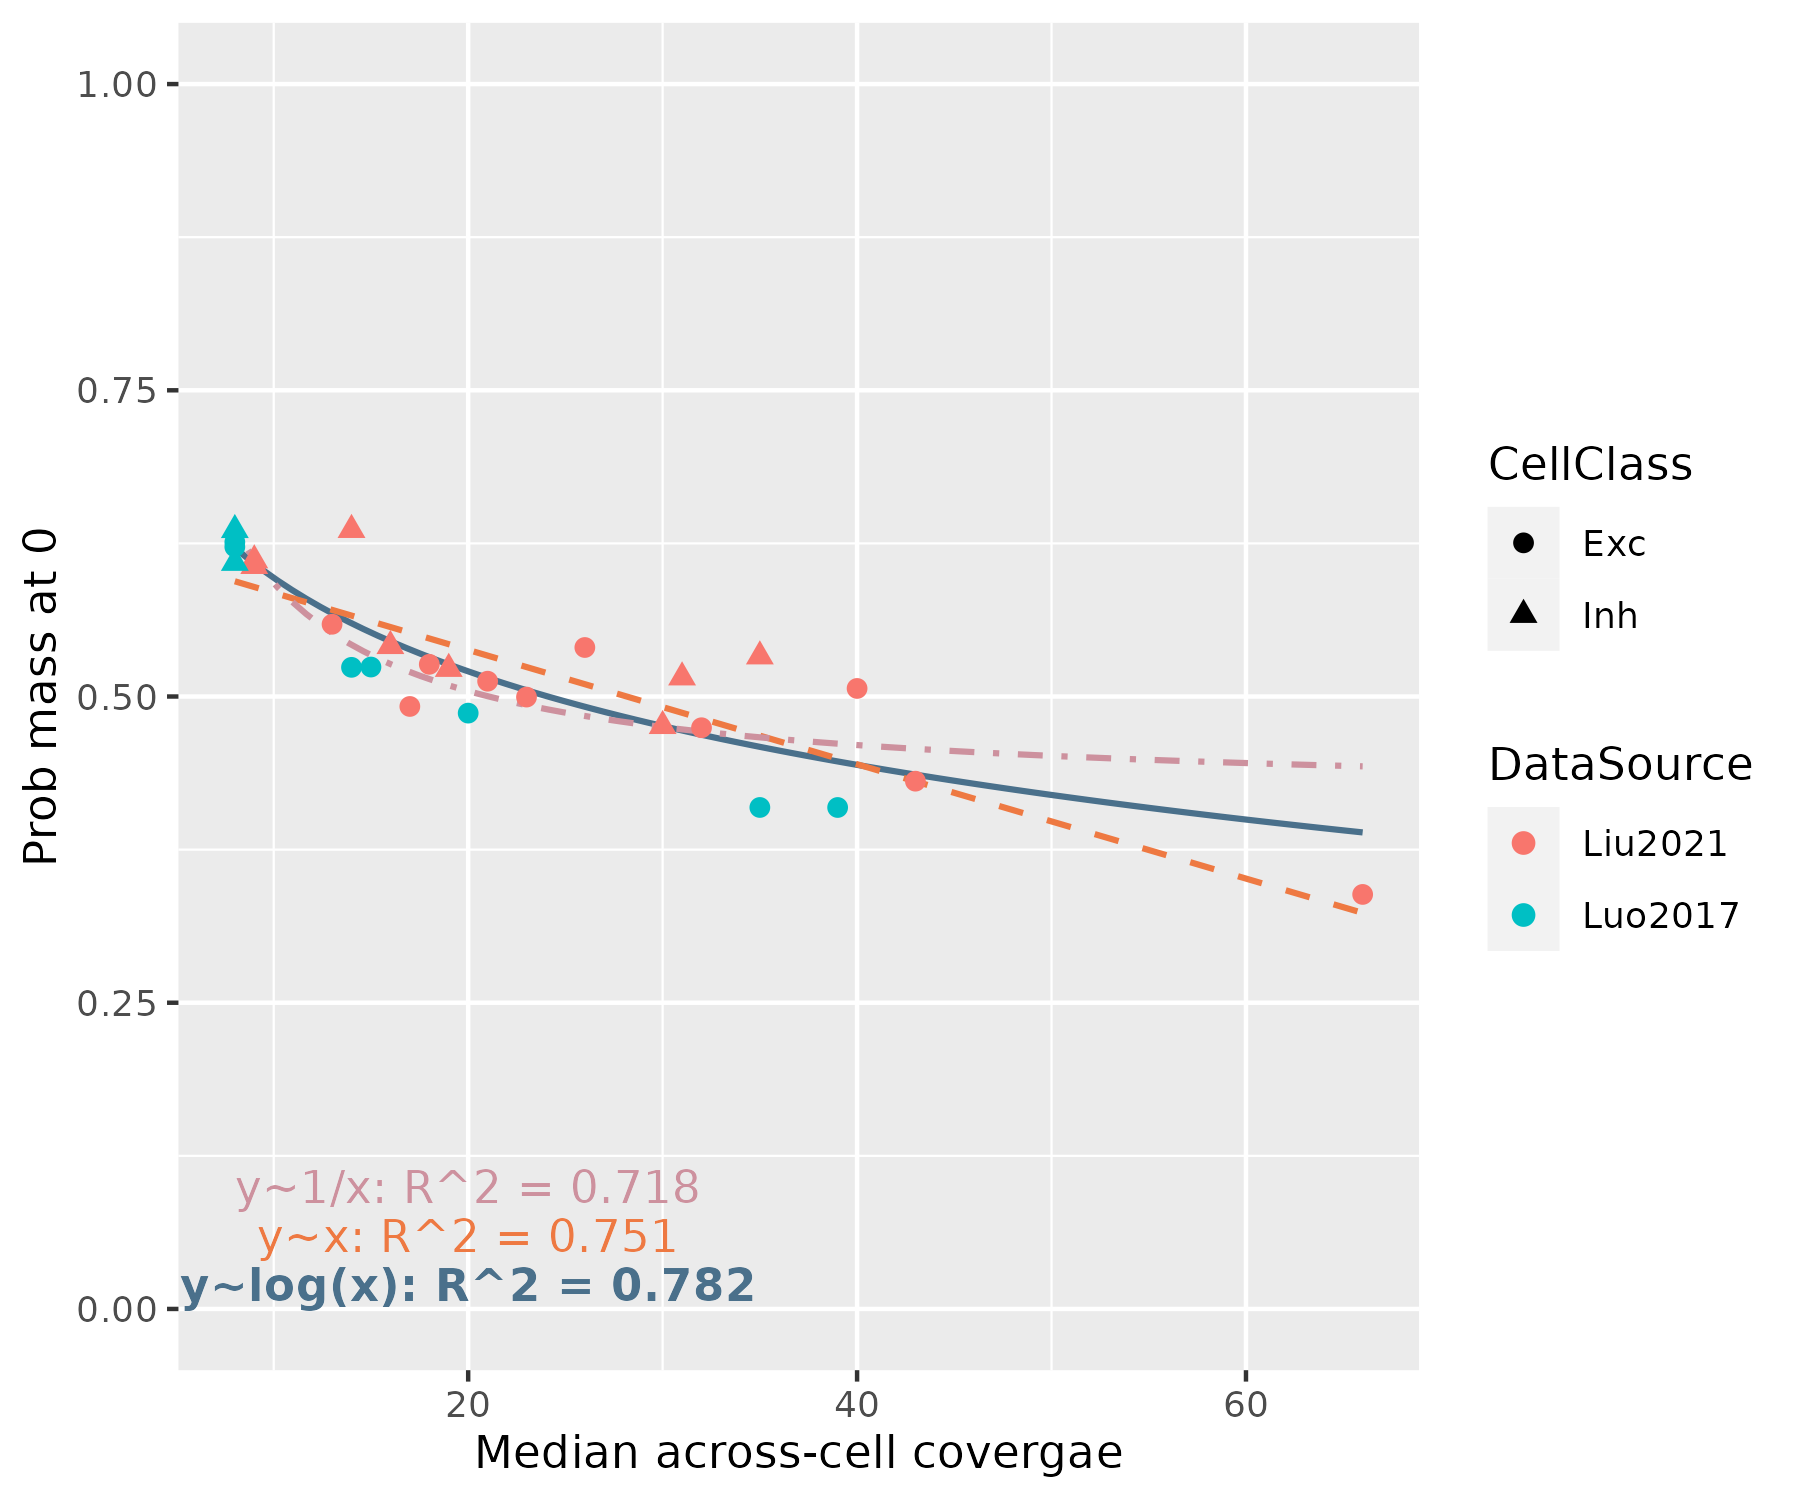 1.00
0.75
0.50
0.25
0.00
Prob mass at 0
y~1/x: R^2 = 0.718
y~x: R^2 = 0.751
y~log(x): R^2 = 0.782
20 40 60
Median across-cell covergae
CellClass
Exc
Inh
DataSource
Liu2021
Luo2017